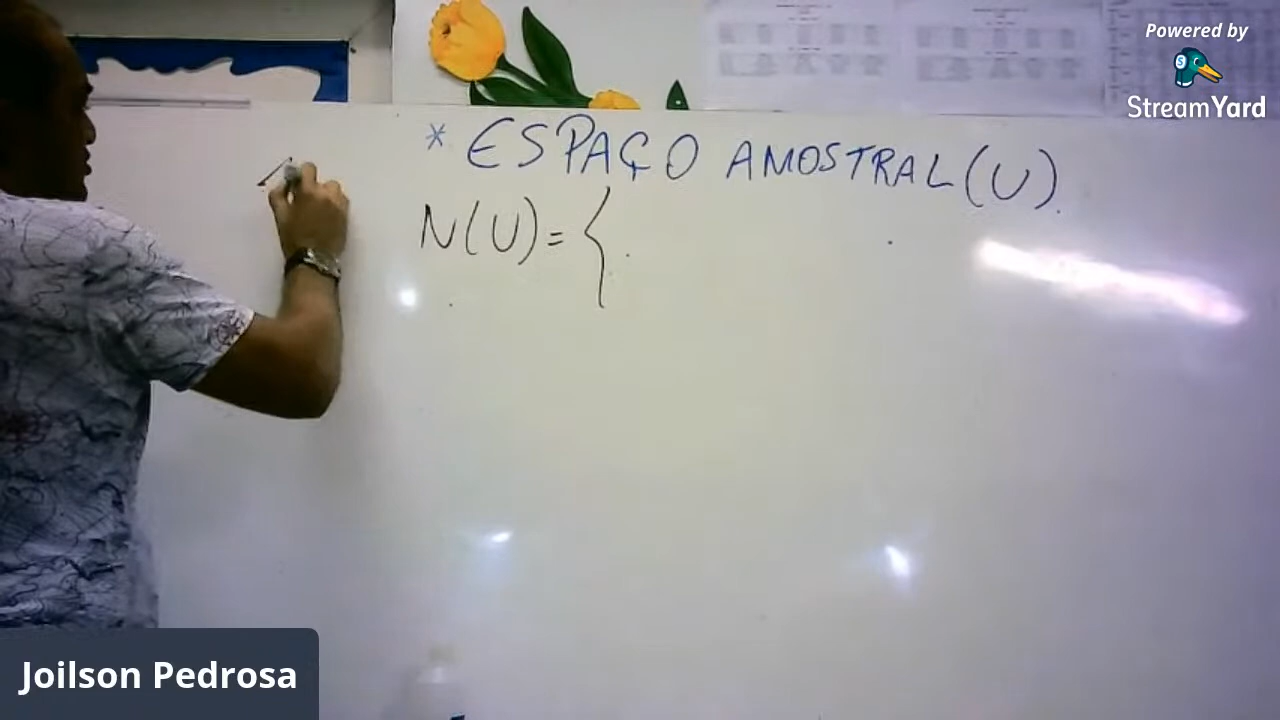 Powered by
StreamYard
* ESPAÇO AMOSTRAL (U)
N(U)= {
Joilson Pedrosa